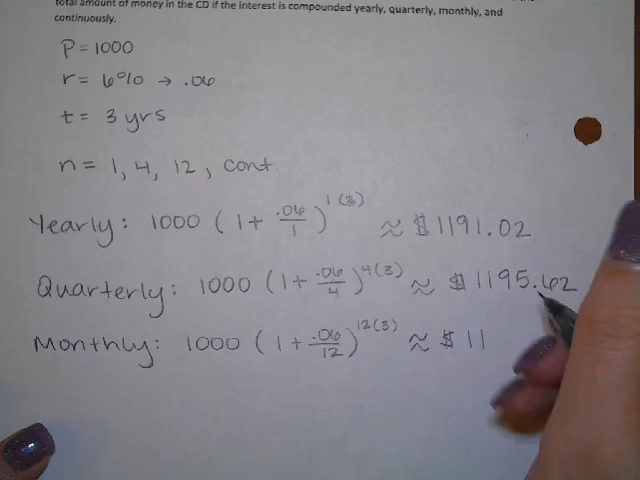 total amount of money in the CD if the interest is compounded yearly, quarterly, monthly, and
continuously.
P = 1000
r = 6% → .06
t = 3 yrs
n = 1, 4, 12, cont.
Yearly: 1000 (1 + .06/1)^1(3) ≈ $1191.02
Quarterly: 1000 (1 + .06/4)^4(3) ≈ $1195.62
Monthly: 1000 (1 + .06/12)^12(3) ≈ $11